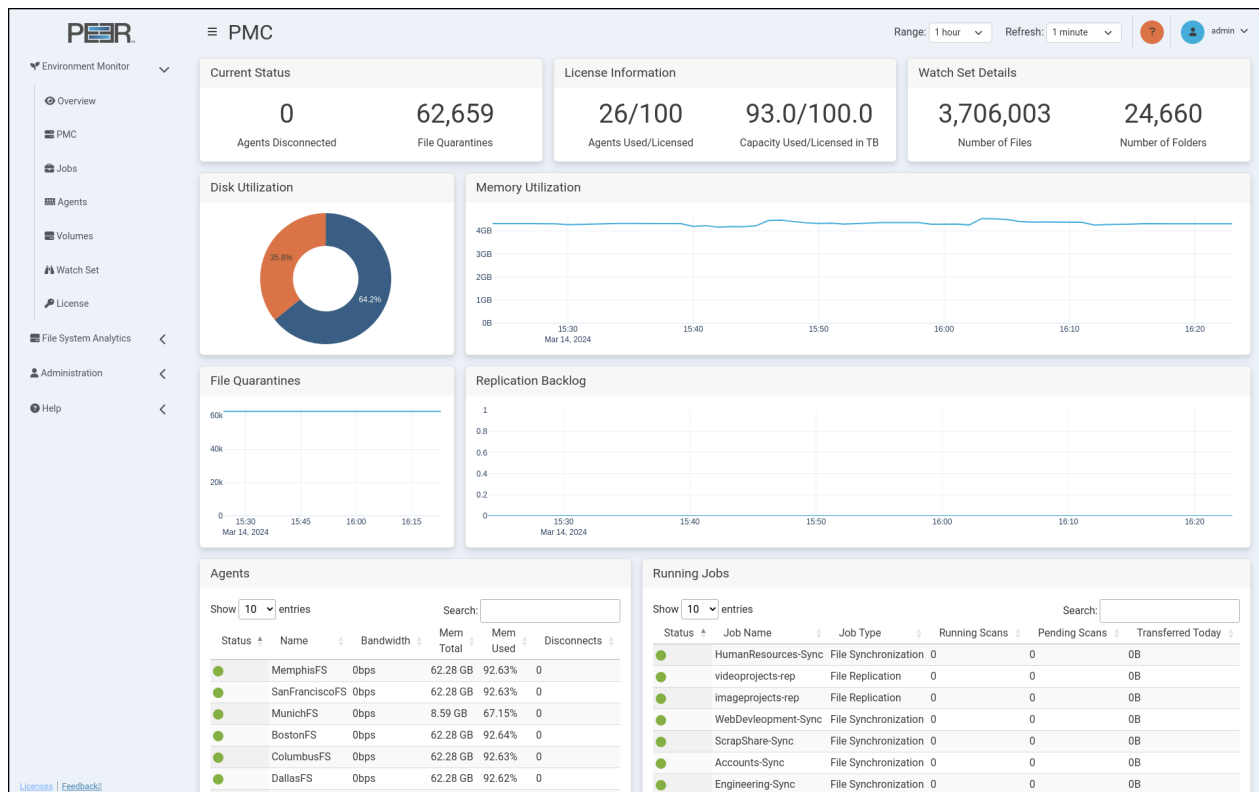 PEER
≡ PMC
Range: 1 hour Refresh: 1 minute ? admin
Environment Monitor
Overview
PMC
Jobs
Agents
Volumes
Watch Set
License
File System Analytics
Administration
Help
Licenses | Feedback
Current Status
0 62,659
Agents Disconnected File Quarantines
License Information
26/100 93.0/100.0
Agents Used/Licensed Capacity Used/Licensed in TB
Watch Set Details
3,706,003 24,660
Number of Files Number of Folders
Disk Utilization
35.8%
64.2%
Memory Utilization
4GB
3GB
2GB
1GB
0B
15:30 15:40 15:50 16:00 16:10 16:20
Mar 14, 2024
File Quarantines
60k
40k
20k
0
15:30 15:45 16:00 16:15
Mar 14, 2024
Replication Backlog
1
0.8
0.6
0.4
0.2
0
15:30 15:40 15:50 16:00 16:10 16:20
Mar 14, 2024
Agents
Show 10 entries Search:
Status Name Bandwidth Mem Total Mem Used Disconnects
MemphisFS 0bps 62.28 GB 92.63% 0
SanFranciscoFS 0bps 62.28 GB 92.63% 0
MunichFS 0bps 8.59 GB 67.15% 0
BostonFS 0bps 62.28 GB 92.64% 0
ColumbusFS 0bps 62.28 GB 92.63% 0
DallasFS 0bps 62.28 GB 92.62% 0
Running Jobs
Show 10 entries Search:
Status Job Name Job Type Running Scans Pending Scans Transferred Today
HumanResources-Sync File Synchronization 0 0 0B
videoprojects-rep File Replication 0 0 0B
imageprojects-rep File Replication 0 0 0B
WebDevleopment-Sync File Synchronization 0 0 0B
ScrapShare-Sync File Synchronization 0 0 0B
Accounts-Sync File Synchronization 0 0 0B
Engineering-Sync File Synchronization 0 0 0B